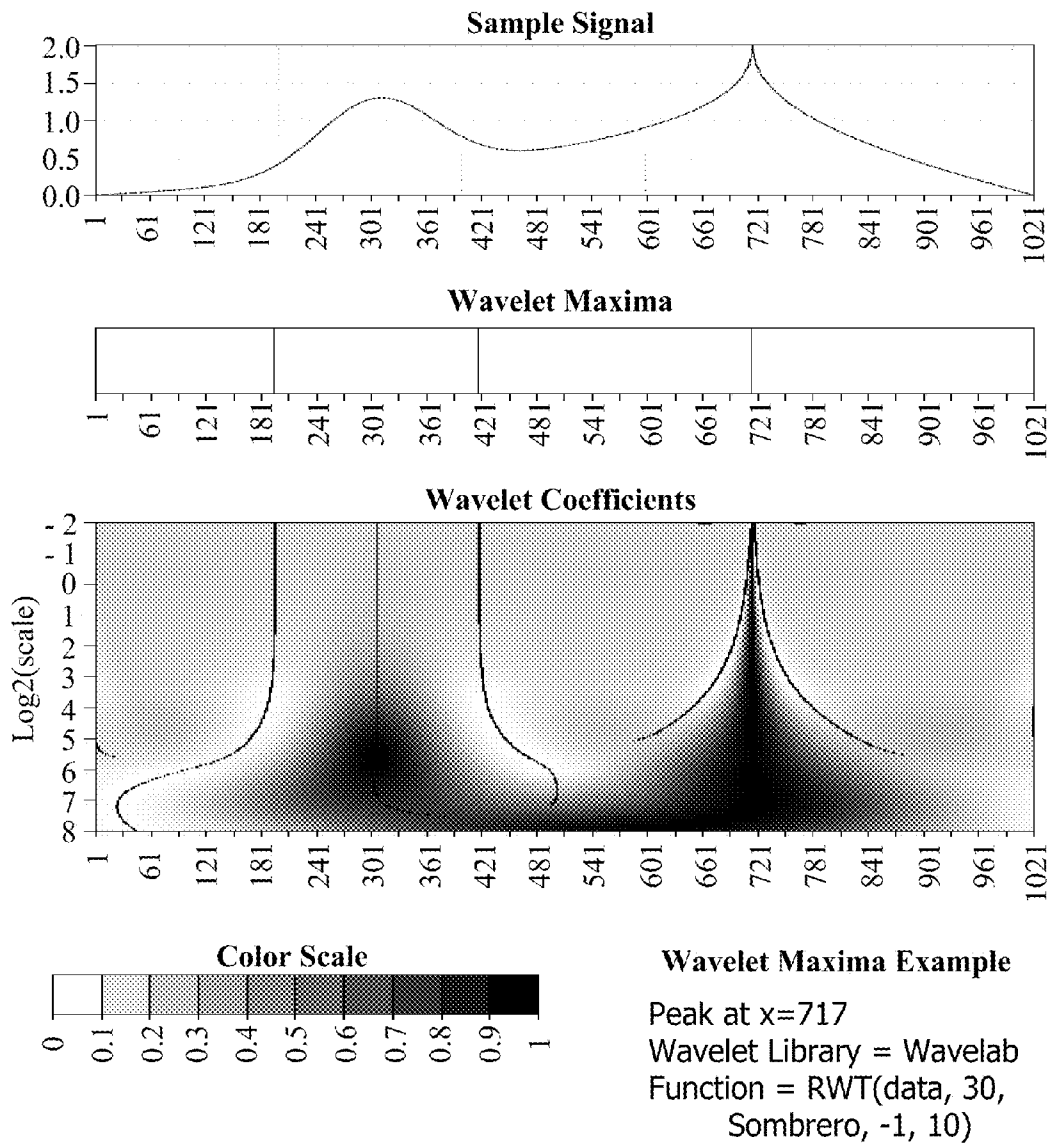 Sample Signal
2.0
1.5
1.0
0.5
0.0
1 61 121 181 241 301 361 421 481 541 601 661 721 781 841 901 961 1021
Wavelet Maxima
1 61 121 181 241 301 361 421 481 541 601 661 721 781 841 901 961 1021
Wavelet Coefficients
Log2(scale)
- 2
- 1
0
1
2
3
4
5
6
7
8
1 61 121 181 241 301 361 421 481 541 601 661 721 781 841 901 961 1021
Color Scale
0 0.1 0.2 0.3 0.4 0.5 0.6 0.7 0.8 0.9 1
Wavelet Maxima Example
Peak at x=717
Wavelet Library = Wavelab
Function = RWT(data, 30,
Sombrero, -1, 10)